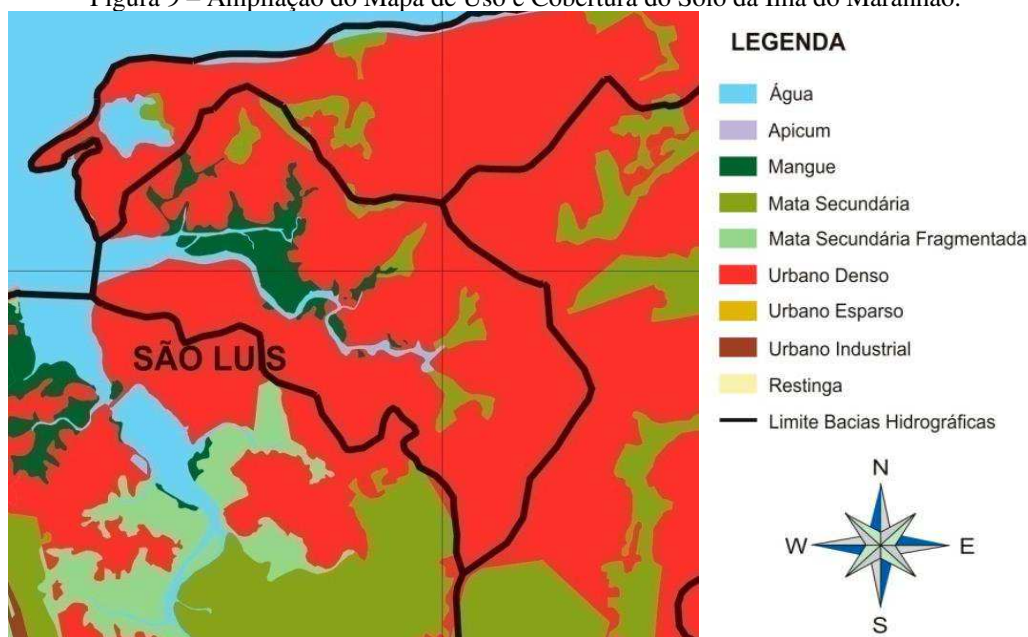 Figura 9 – Ampliação do Mapa de Uso e Cobertura do Solo da Ilha do Maranhão.
LEGENDA
Água
Apicum
Mangue
Mata Secundária
Mata Secundária Fragmentada
Urbano Denso
Urbano Esparso
Urbano Industrial
Restinga
Limite Bacias Hidrográficas
SÃO LUIS
N
W E
S